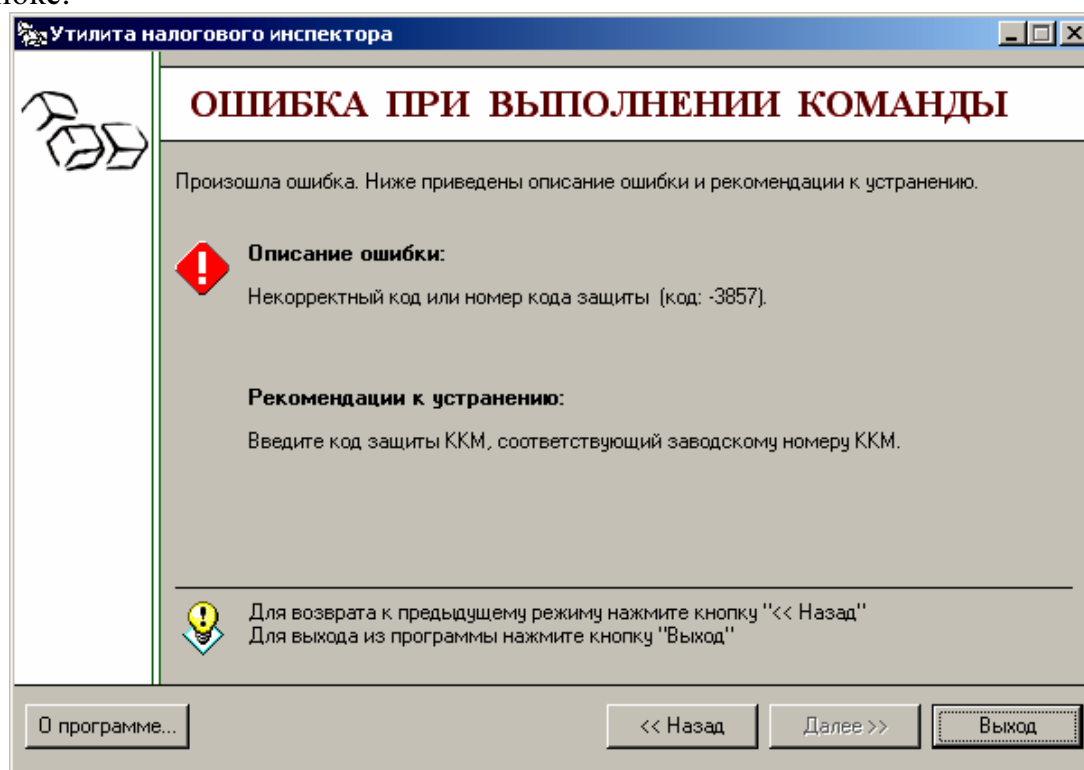 Утилита налогового инспектора
ОШИБКА ПРИ ВЫПОЛНЕНИИ КОМАНДЫ
Произошла ошибка. Ниже приведены описание ошибки и рекомендации к устранению.
Описание ошибки:
Некорректный код или номер кода защиты (код: -3857).
Рекомендации к устранению:
Введите код защиты ККМ, соответствующий заводскому номеру ККМ.
Для возврата к предыдущему режиму нажмите кнопку "<< Назад"
Для выхода из программы нажмите кнопку "Выход"
О программе... << Назад Далее >> Выход